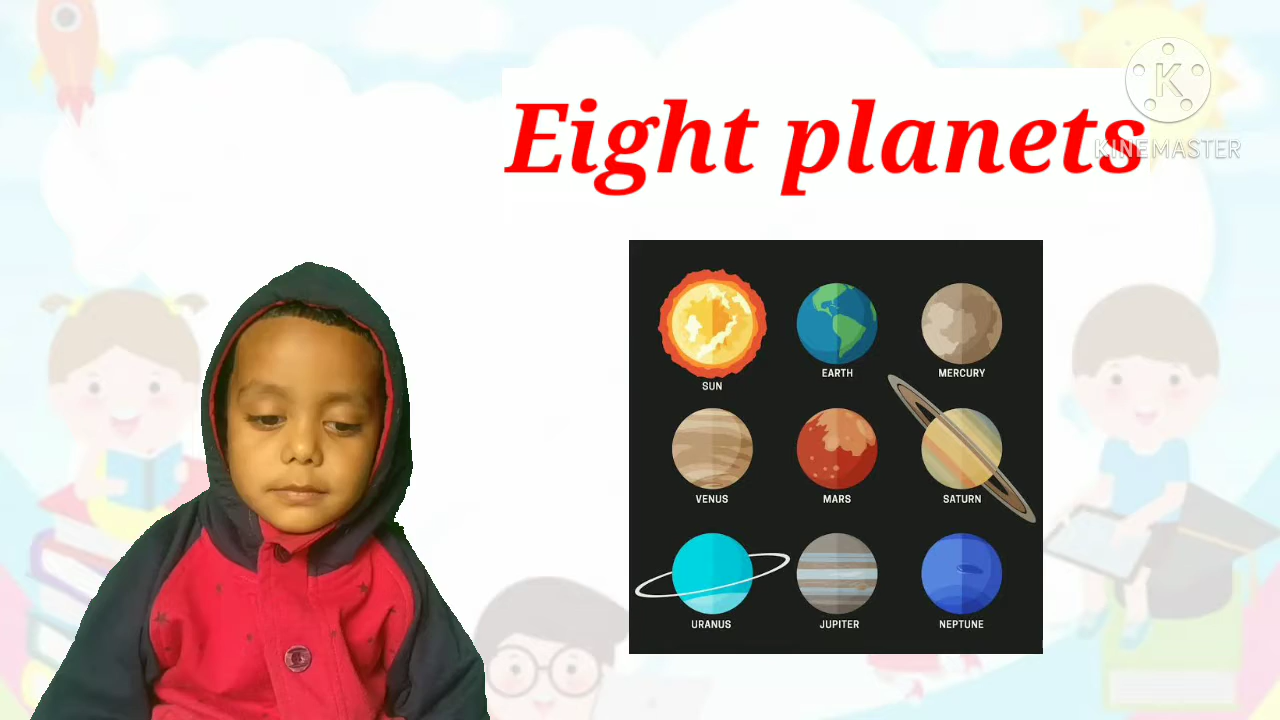 Eight planets
K
KINEMASTER
SUN
EARTH
MERCURY
VENUS
MARS
SATURN
URANUS
JUPITER
NEPTUNE